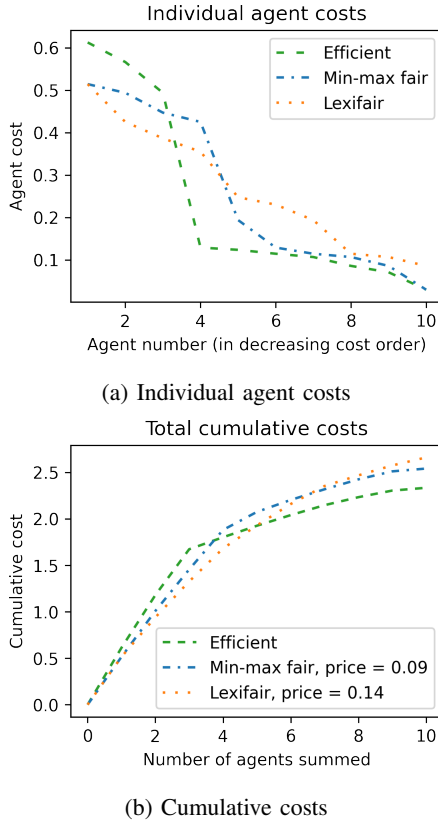 Individual agent costs
0.6
0.5
0.4
0.3
0.2
0.1
Agent cost
Efficient
Min-max fair
Lexifair
2 4 6 8 10
Agent number (in decreasing cost order)
(a) Individual agent costs
Total cumulative costs
2.5
2.0
1.5
1.0
0.5
0.0
Cumulative cost
Efficient
Min-max fair, price = 0.09
Lexifair, price = 0.14
0 2 4 6 8 10
Number of agents summed
(b) Cumulative costs